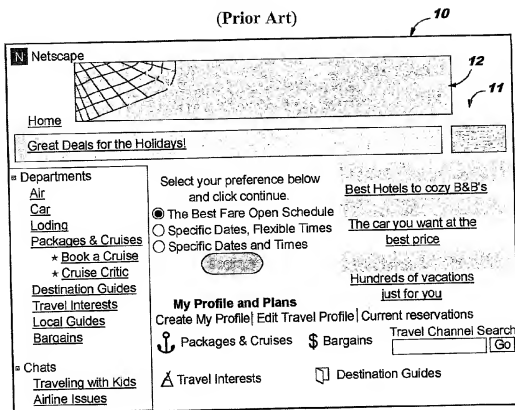 (Prior Art)
10
N Netscape
12
11
Home
Great Deals for the Holidays!
Departments
Air
Car
Loding
Packages & Cruises
★ Book a Cruise
★ Cruise Critic
Destination Guides
Travel Interests
Local Guides
Bargains
Chats
Traveling with Kids
Airline Issues
Select your preference below
and click continue.
The Best Fare Open Schedule
Specific Dates, Flexible Times
Specific Dates and Times
Best Hotels to cozy B&B's
The car you want at the
best price
Hundreds of vacations
just for you
My Profile and Plans
Create My Profile| Edit Travel Profile| Current reservations
Packages & Cruises $ Bargains
Travel Channel Search
Go
Travel Interests
Destination Guides